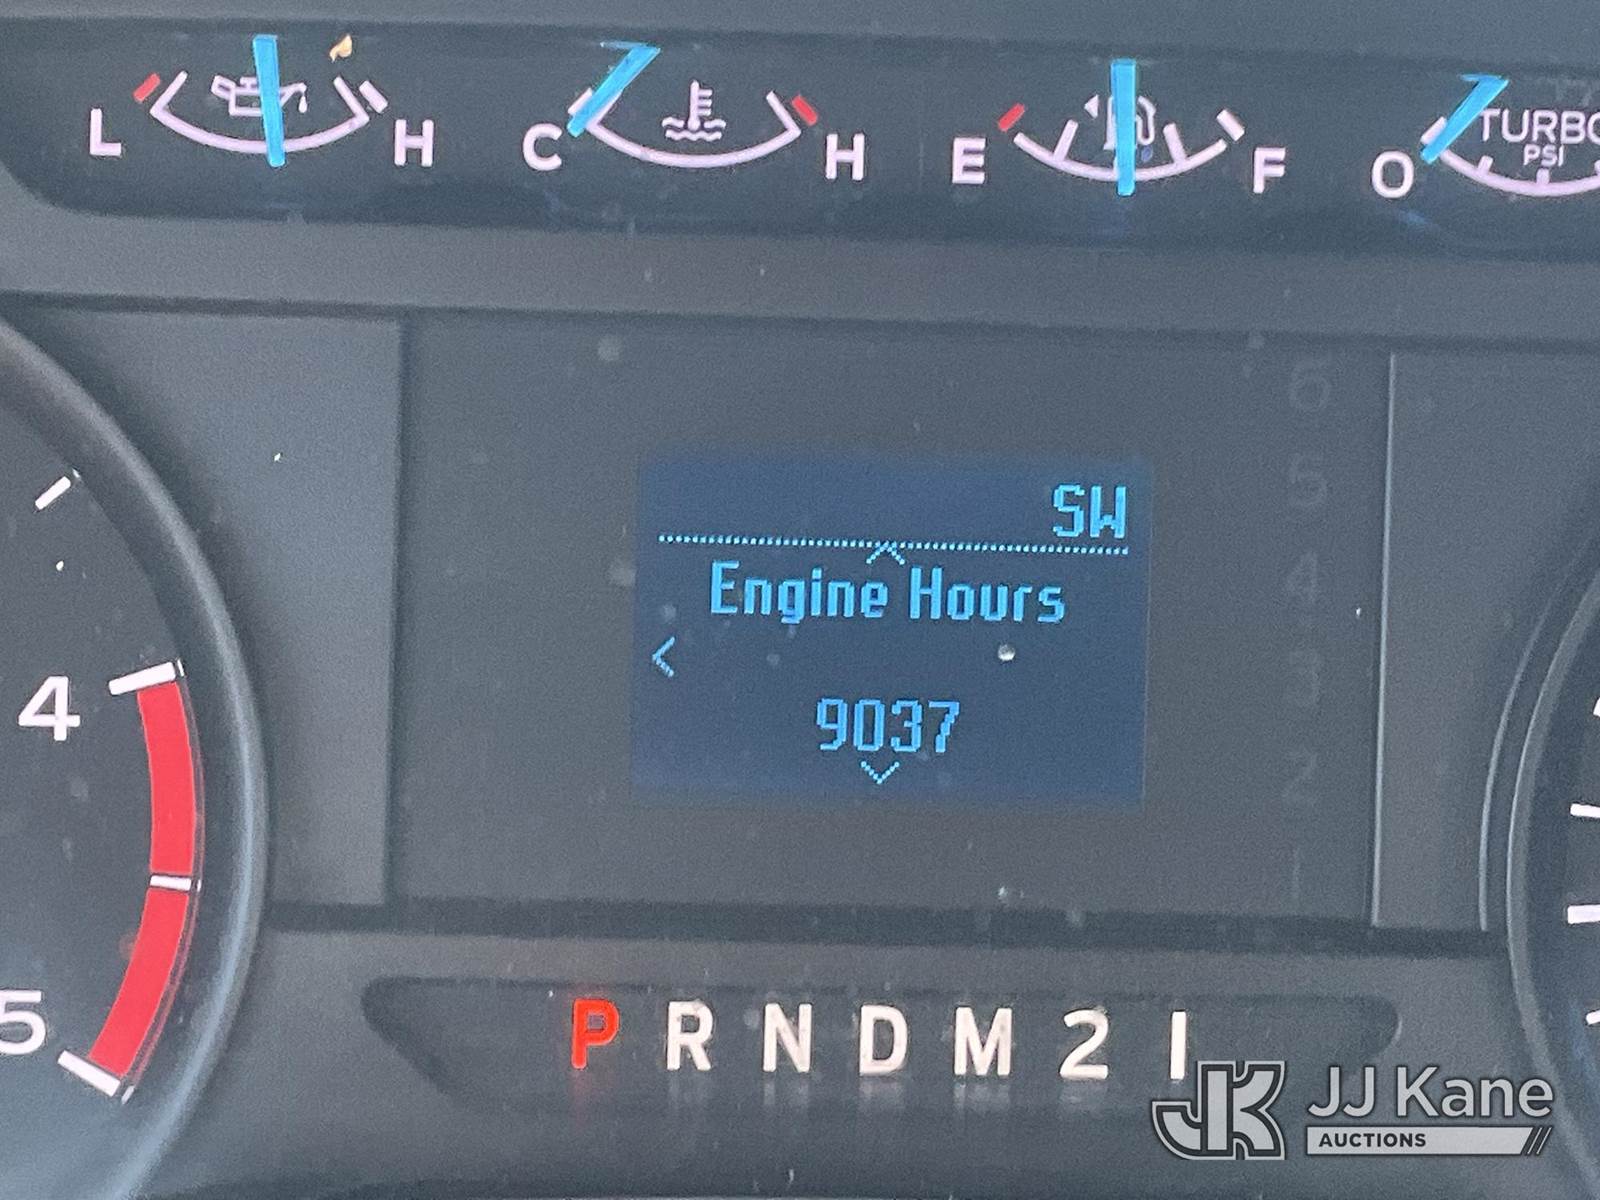 L H C H E F O TURBO
PSI
6
5
SW
Engine Hours
4
<
3
4
9037
2
1
5
P R N D M 2 1
JK JJ Kane
AUCTIONS